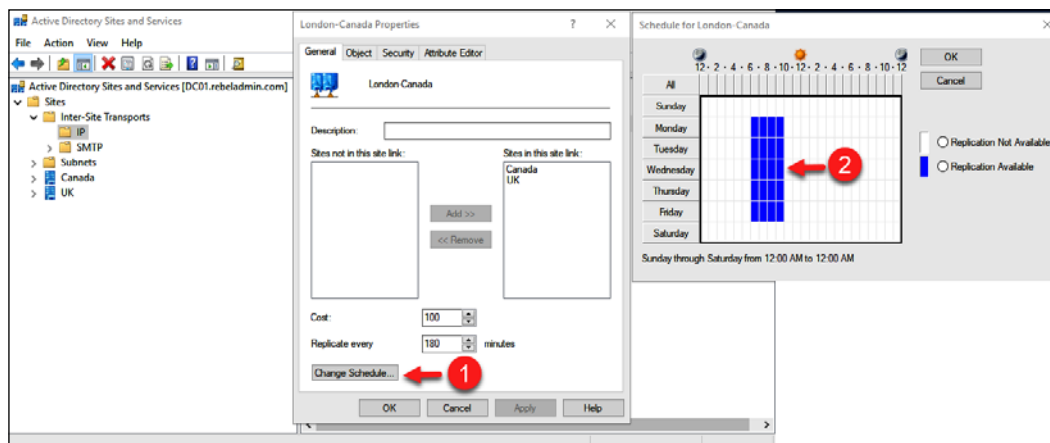 Active Directory Sites and Services
File Action View Help
Active Directory Sites and Services [DC01.rebeladmin.com]
Sites
Inter-Site Transports
IP
SMTP
Subnets
Canada
UK
London-Canada Properties
General Object Security Attribute Editor
London-Canada
Description:
Sites not in this site link:
Sites in this site link:
Canada
UK
Add >>
<< Remove
Cost: 100
Replicate every 180 minutes
Change Schedule...
1
OK Cancel Apply Help
Schedule for London-Canada
12 · 2 · 4 · 6 · 8 · 10 · 12 · 2 · 4 · 6 · 8 · 10 · 12
All
Sunday
Monday
Tuesday
Wednesday
Thursday
Friday
Saturday
2
OK
Cancel
Replication Not Available
Replication Available
Sunday through Saturday from 12:00 AM to 12:00 AM